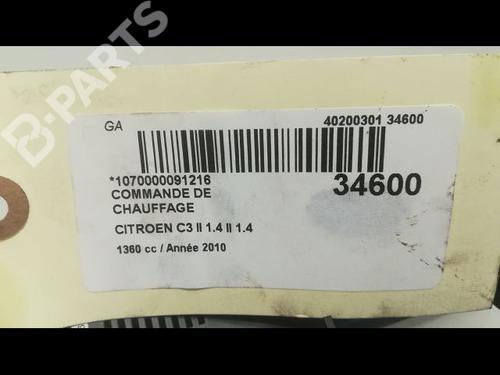 B-PARTS
GA
40200301 34600
*1070000091216
34600
COMMANDE DE
CHAUFFAGE
CITROEN C3 II 1.4 II 1.4
1360 cc / Année 2010